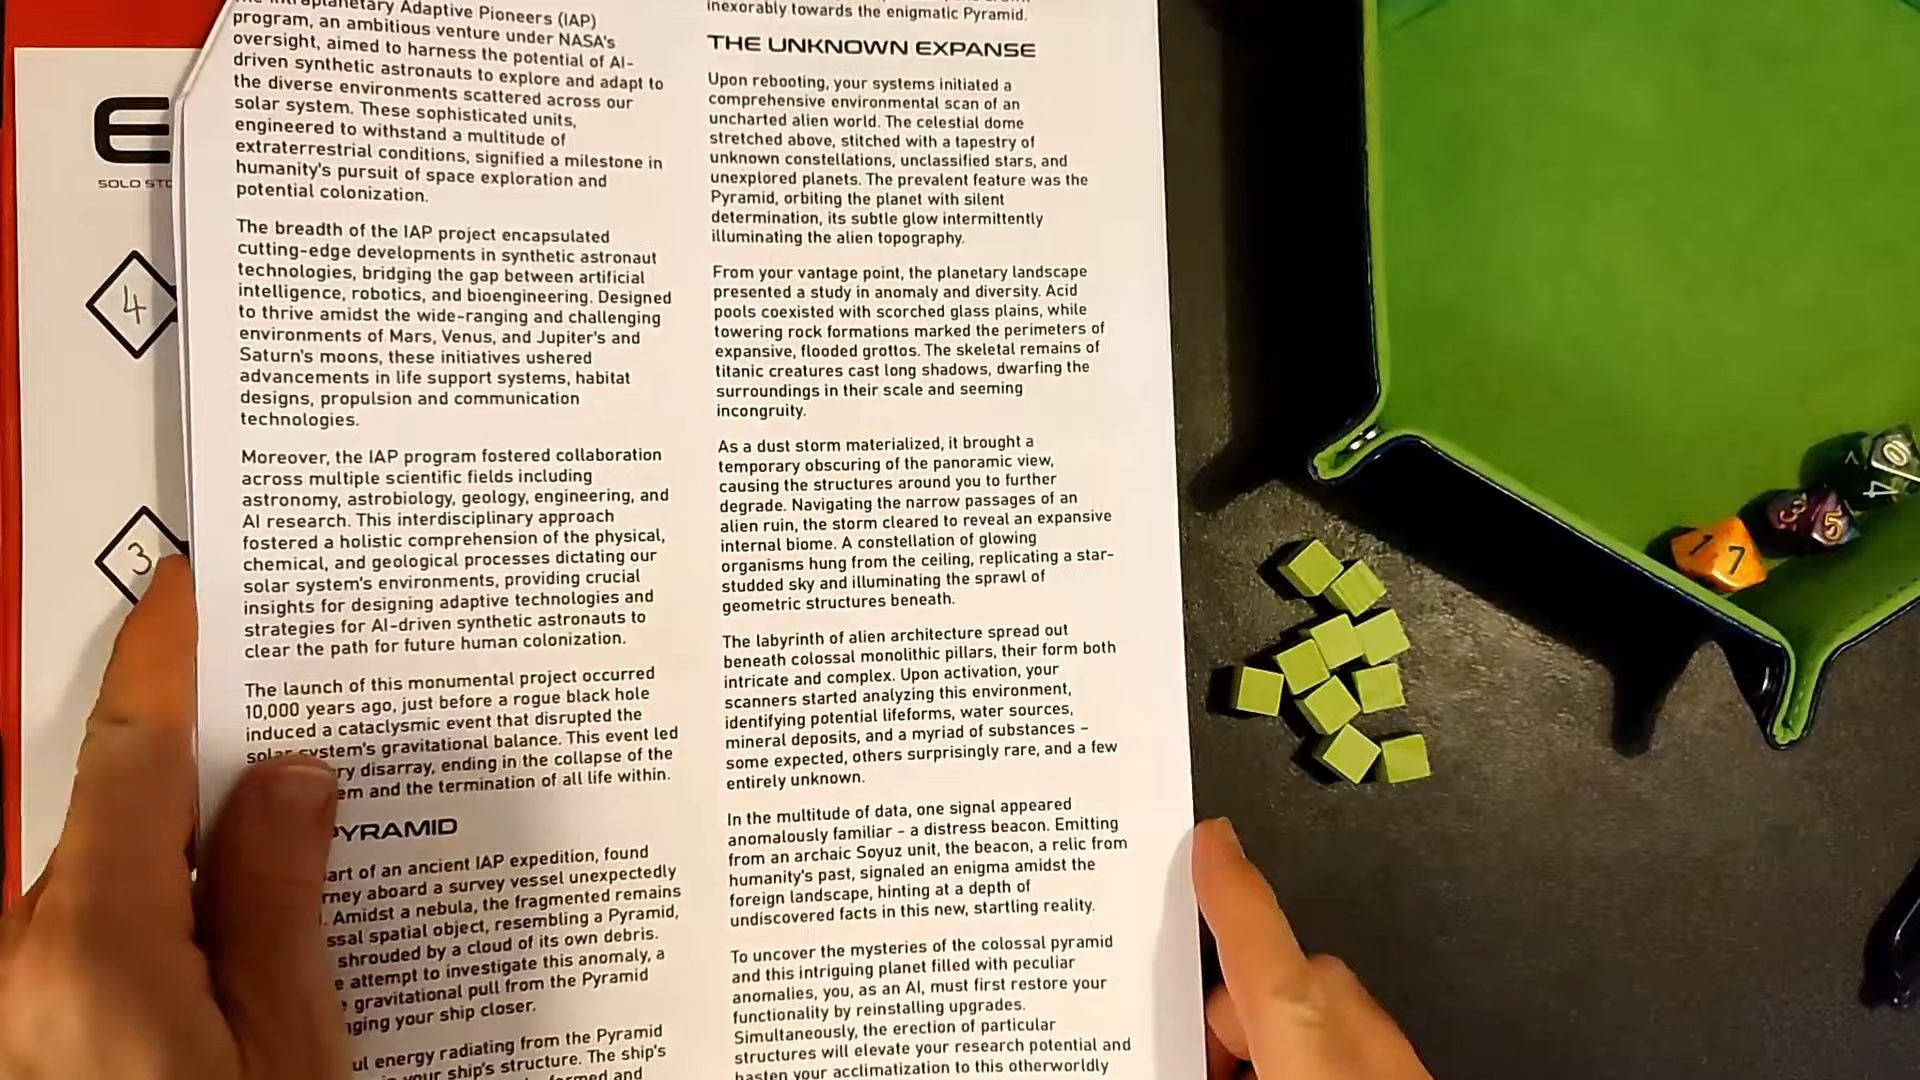 E
SOLO STO
4
3
Adaptive Pioneers (IAP)
program, an ambitious venture under NASA's
oversight, aimed to harness the potential of AI-
driven synthetic astronauts to explore and adapt to
the diverse environments scattered across our
solar system. These sophisticated units,
engineered to withstand a multitude of
extraterrestrial conditions, signified a milestone in
humanity's pursuit of space exploration and
potential colonization.
The breadth of the IAP project encapsulated
cutting-edge developments in synthetic astronaut
technologies, bridging the gap between artificial
intelligence, robotics, and bioengineering. Designed
to thrive amidst the wide-ranging and challenging
environments of Mars, Venus, and Jupiter's and
Saturn's moons, these initiatives ushered
advancements in life support systems, habitat
designs, propulsion and communication
technologies.
Moreover, the IAP program fostered collaboration
across multiple scientific fields including
astronomy, astrobiology, geology, engineering, and
AI research. This interdisciplinary approach
fostered a holistic comprehension of the physical,
chemical, and geological processes dictating our
solar system's environments, providing crucial
insights for designing adaptive technologies and
strategies for AI-driven synthetic astronauts to
clear the path for future human colonization.
The launch of this monumental project occurred
10,000 years ago, just before a rogue black hole
induced a cataclysmic event that disrupted the
solar system's gravitational balance. This event led
ry disarray, ending in the collapse of the
em and the termination of all life within.
PYRAMID
art of an ancient IAP expedition, found
rney aboard a survey vessel unexpectedly
. Amidst a nebula, the fragmented remains
ssal spatial object, resembling a Pyramid,
shrouded by a cloud of its own debris.
e attempt to investigate this anomaly, a
gravitational pull from the Pyramid
ging your ship closer.
ul energy radiating from the Pyramid
your ship's structure. The ship's
and
inexorably towards the enigmatic Pyramid.
THE UNKNOWN EXPANSE
Upon rebooting, your systems initiated a
comprehensive environmental scan of an
uncharted alien world. The celestial dome
stretched above, stitched with a tapestry of
unknown constellations, unclassified stars, and
unexplored planets. The prevalent feature was the
Pyramid, orbiting the planet with silent
determination, its subtle glow intermittently
illuminating the alien topography.
From your vantage point, the planetary landscape
presented a study in anomaly and diversity. Acid
pools coexisted with scorched glass plains, while
towering rock formations marked the perimeters of
expansive, flooded grottos. The skeletal remains of
titanic creatures cast long shadows, dwarfing the
surroundings in their scale and seeming
incongruity.
As a dust storm materialized, it brought a
temporary obscuring of the panoramic view,
causing the structures around you to further
degrade. Navigating the narrow passages of an
alien ruin, the storm cleared to reveal an expansive
internal biome. A constellation of glowing
organisms hung from the ceiling, replicating a star-
studded sky and illuminating the sprawl of
geometric structures beneath.
The labyrinth of alien architecture spread out
beneath colossal monolithic pillars, their form both
intricate and complex. Upon activation, your
scanners started analyzing this environment,
identifying potential lifeforms, water sources,
mineral deposits, and a myriad of substances –
some expected, others surprisingly rare, and a few
entirely unknown.
In the multitude of data, one signal appeared
anomalously familiar – a distress beacon. Emitting
from an archaic Soyuz unit, the beacon, a relic from
humanity's past, signaled an enigma amidst the
foreign landscape, hinting at a depth of
undiscovered facts in this new, startling reality.
To uncover the mysteries of the colossal pyramid
and this intriguing planet filled with peculiar
anomalies, you, as an AI, must first restore your
functionality by reinstalling upgrades.
Simultaneously, the erection of particular
structures will elevate your research potential and
hasten your acclimatization to this otherworldly
1 7
3 5
0
4